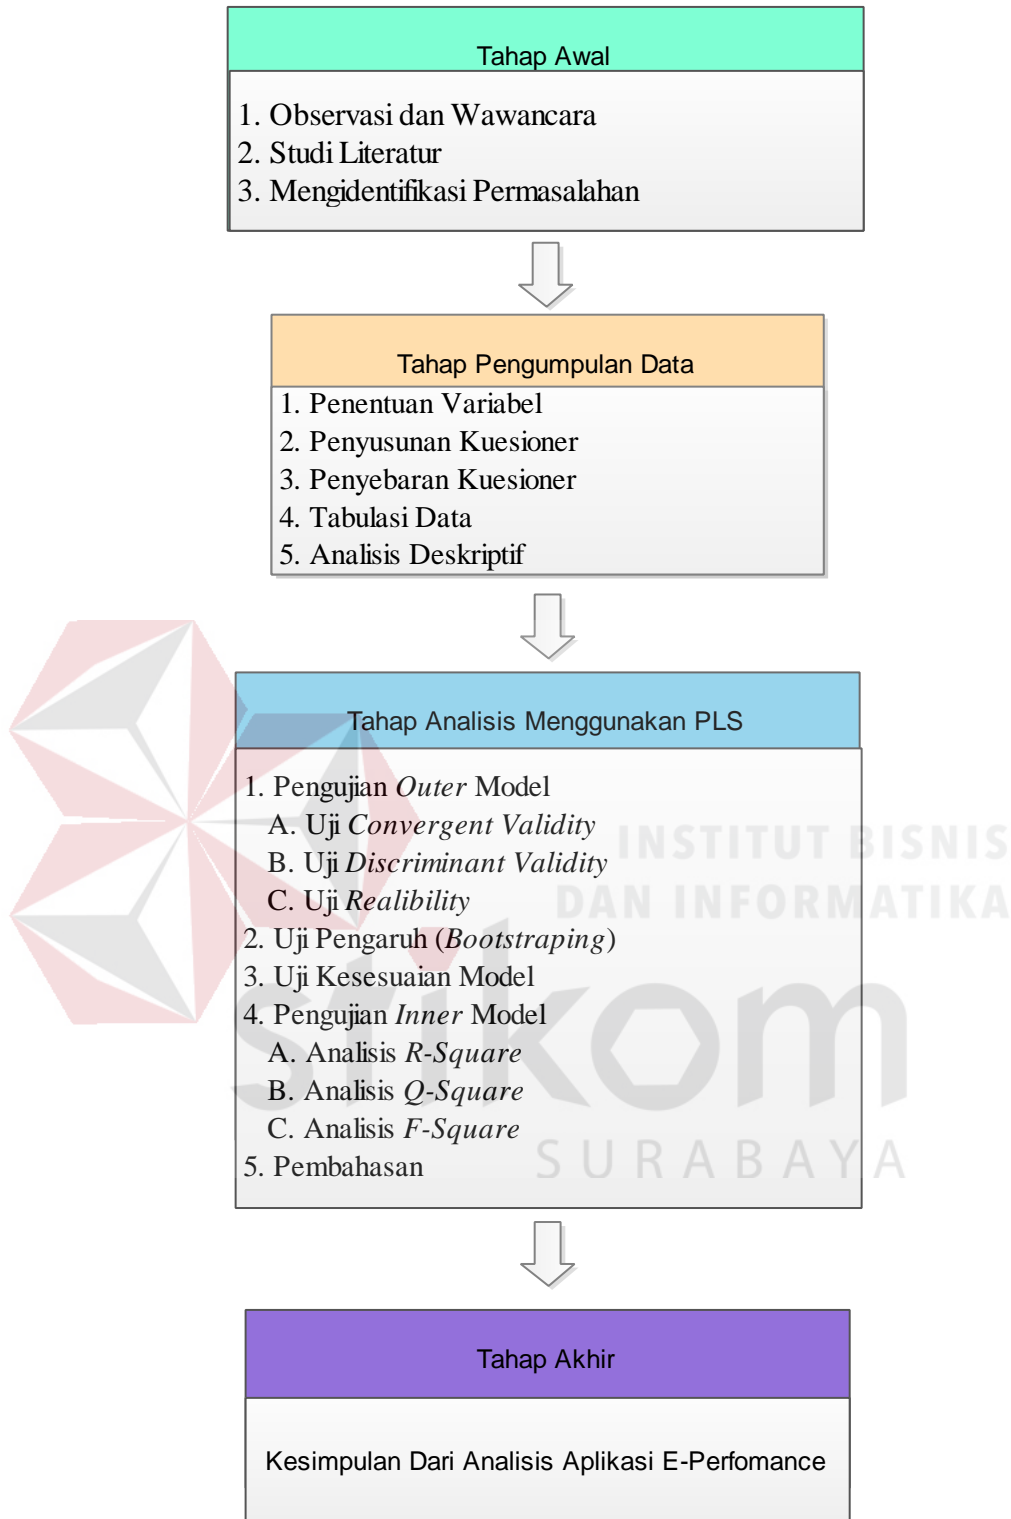 Tahap Awal
1. Observasi dan Wawancara
2. Studi Literatur
3. Mengidentifikasi Permasalahan
Tahap Pengumpulan Data
1. Penentuan Variabel
2. Penyusunan Kuesioner
3. Penyebaran Kuesioner
4. Tabulasi Data
5. Analisis Deskriptif
Tahap Analisis Menggunakan PLS
1. Pengujian Outer Model
A. Uji Convergent Validity
B. Uji Discriminant Validity
C. Uji Realibility
2. Uji Pengaruh (Bootstraping)
3. Uji Kesesuaian Model
4. Pengujian Inner Model
A. Analisis R-Square
B. Analisis Q-Square
C. Analisis F-Square
5. Pembahasan
INSTITUT BISNIS
DAN INFORMATIKA
stikom
SURABAYA
Tahap Akhir
Kesimpulan Dari Analisis Aplikasi E-Perfomance